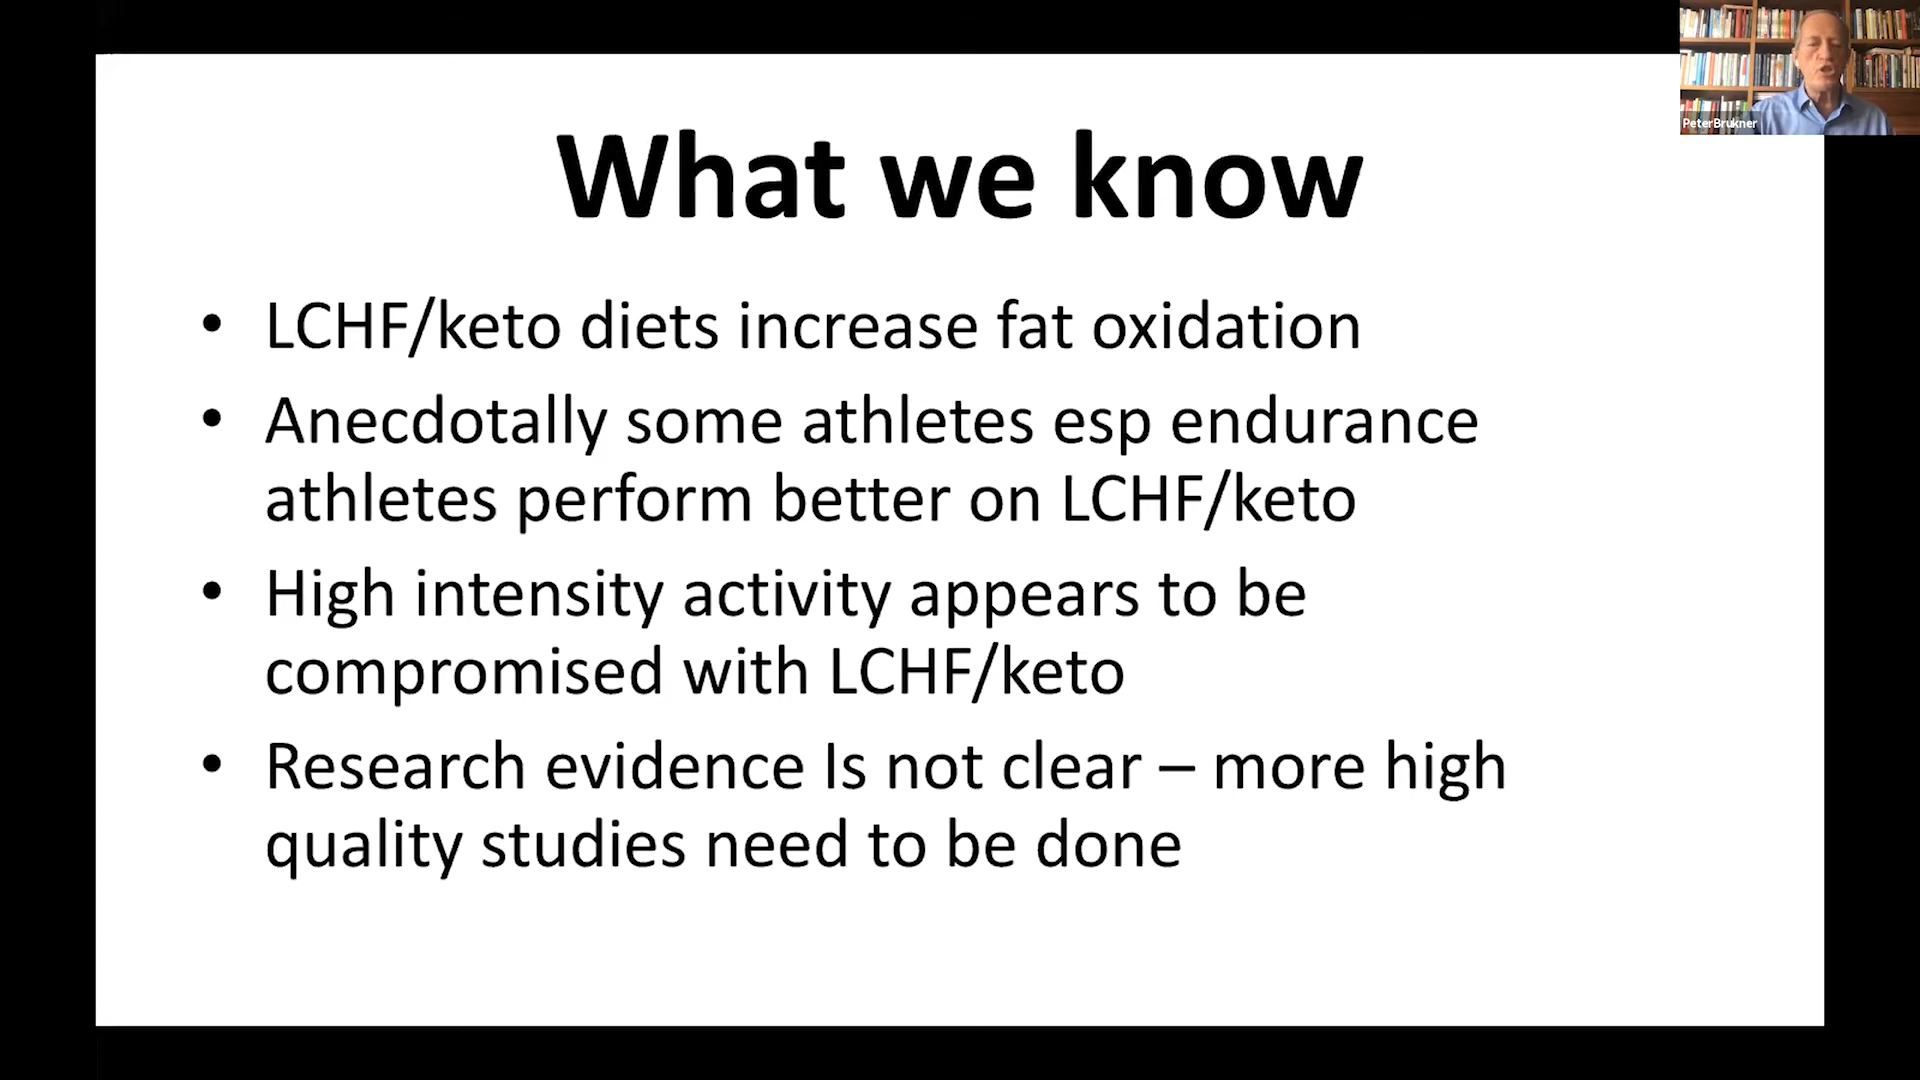 PeterBrukner
What we know
• LCHF/keto diets increase fat oxidation
• Anecdotally some athletes esp endurance
athletes perform better on LCHF/keto
• High intensity activity appears to be
compromised with LCHF/keto
• Research evidence Is not clear – more high
quality studies need to be done